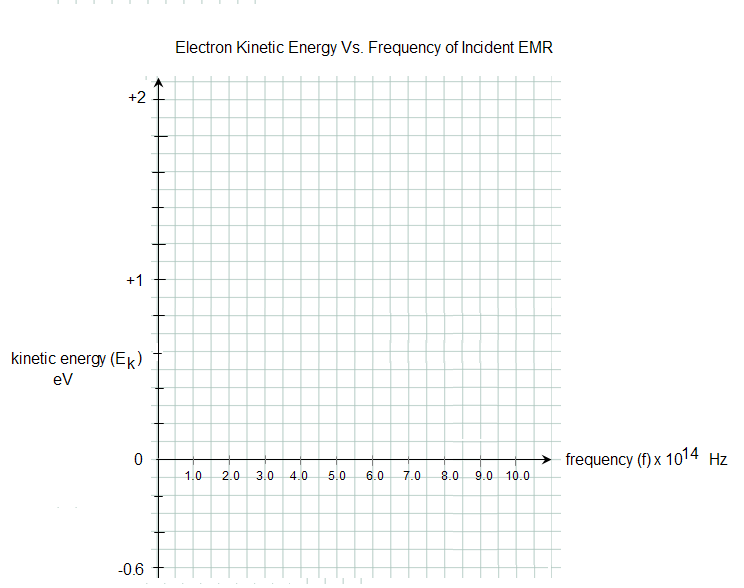 Electron Kinetic Energy Vs. Frequency of Incident EMR
+2
+1
kinetic energy (Ek)
eV
0
frequency (f) x 10¹⁴ Hz
1.0 2.0 3.0 4.0 5.0 6.0 7.0 8.0 9.0 10.0
-0.6